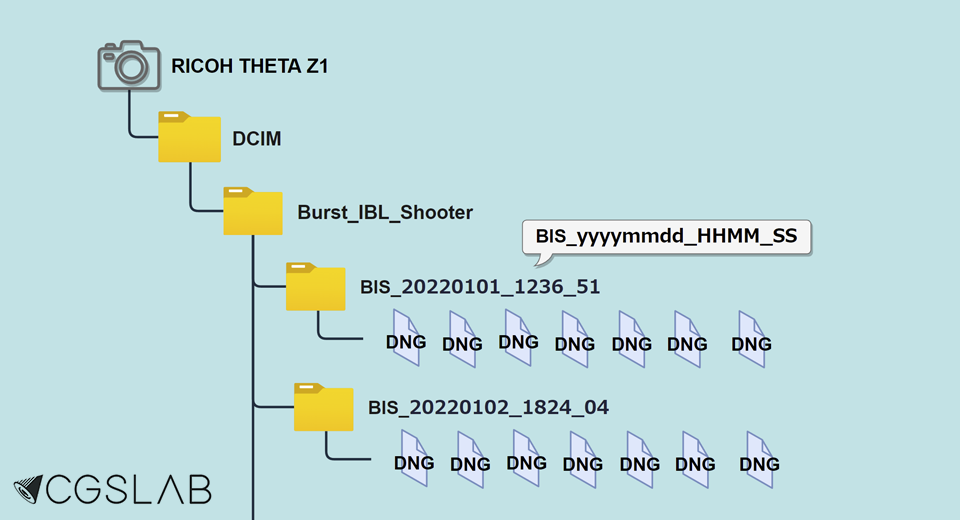 RICOH THETA Z1
DCIM
Burst_IBL_Shooter
BIS_yyyymmdd_HHMM_SS
BIS_20220101_1236_51
DNG DNG DNG DNG DNG DNG DNG
BIS_20220102_1824_04
DNG DNG DNG DNG DNG DNG DNG
CGSLAB